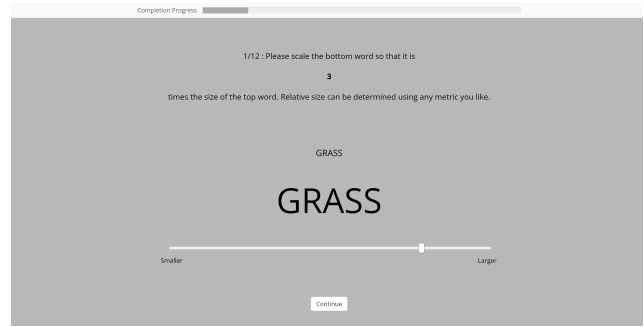 Completion Progress
1/12 : Please scale the bottom word so that it is
3
times the size of the top word. Relative size can be determined using any metric you like.
GRASS
GRASS
Smaller Larger
Continue